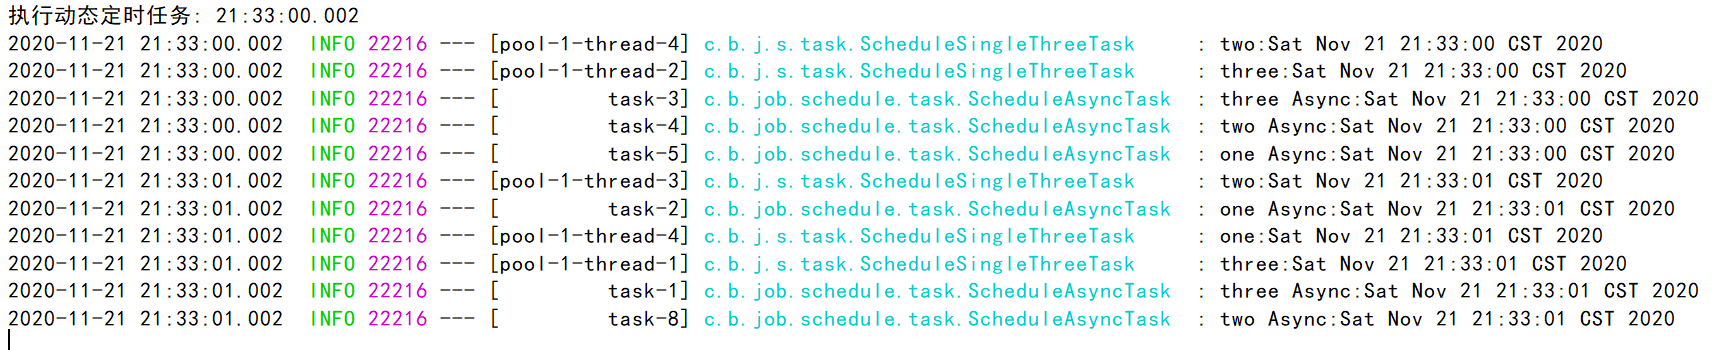 执行动态定时任务: 21:33:00.002
2020-11-21 21:33:00.002  INFO 22216 --- [pool-1-thread-4] c.b.j.s.task.ScheduleSingleThreeTask     : two:Sat Nov 21 21:33:00 CST 2020
2020-11-21 21:33:00.002  INFO 22216 --- [pool-1-thread-2] c.b.j.s.task.ScheduleSingleThreeTask     : three:Sat Nov 21 21:33:00 CST 2020
2020-11-21 21:33:00.002  INFO 22216 --- [         task-3] c.b.job.schedule.task.ScheduleAsyncTask  : three Async:Sat Nov 21 21:33:00 CST 2020
2020-11-21 21:33:00.002  INFO 22216 --- [         task-4] c.b.job.schedule.task.ScheduleAsyncTask  : two Async:Sat Nov 21 21:33:00 CST 2020
2020-11-21 21:33:00.002  INFO 22216 --- [         task-5] c.b.job.schedule.task.ScheduleAsyncTask  : one Async:Sat Nov 21 21:33:00 CST 2020
2020-11-21 21:33:01.002  INFO 22216 --- [pool-1-thread-3] c.b.j.s.task.ScheduleSingleThreeTask     : two:Sat Nov 21 21:33:01 CST 2020
2020-11-21 21:33:01.002  INFO 22216 --- [         task-2] c.b.job.schedule.task.ScheduleAsyncTask  : one Async:Sat Nov 21 21:33:01 CST 2020
2020-11-21 21:33:01.002  INFO 22216 --- [pool-1-thread-4] c.b.j.s.task.ScheduleSingleThreeTask     : one:Sat Nov 21 21:33:01 CST 2020
2020-11-21 21:33:01.002  INFO 22216 --- [pool-1-thread-1] c.b.j.s.task.ScheduleSingleThreeTask     : three:Sat Nov 21 21:33:01 CST 2020
2020-11-21 21:33:01.002  INFO 22216 --- [         task-1] c.b.job.schedule.task.ScheduleAsyncTask  : three Async:Sat Nov 21 21:33:01 CST 2020
2020-11-21 21:33:01.002  INFO 22216 --- [         task-8] c.b.job.schedule.task.ScheduleAsyncTask  : two Async:Sat Nov 21 21:33:01 CST 2020